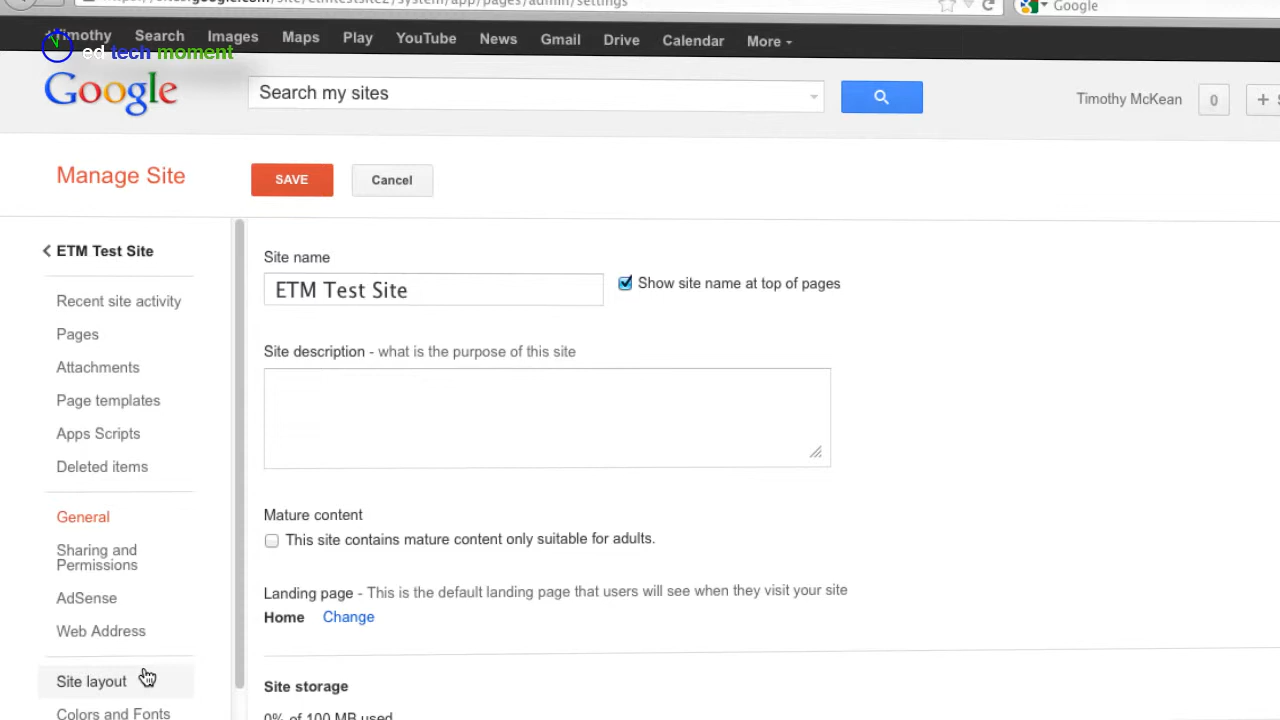 Timothy Search Images Maps Play YouTube News Gmail Drive Calendar More
ed tech moment
Google
Search my sites
Timothy McKean
0
+
Google
Manage Site
SAVE
Cancel
ETM Test Site
Recent site activity
Pages
Attachments
Page templates
Apps Scripts
Deleted items
General
Sharing and
Permissions
AdSense
Web Address
Site layout
Colors and Fonts
Site name
ETM Test Site
Show site name at top of pages
Site description - what is the purpose of this site
Mature content
This site contains mature content only suitable for adults.
Landing page - This is the default landing page that users will see when they visit your site
Home Change
Site storage
0% of 100 MB used